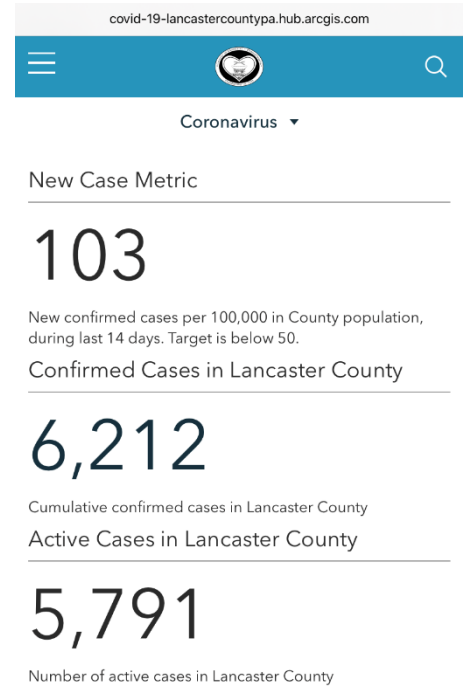 covid-19-lancastercountypa.hub.arcgis.com
Coronavirus
New Case Metric
103
New confirmed cases per 100,000 in County population,
during last 14 days. Target is below 50.
Confirmed Cases in Lancaster County
6,212
Cumulative confirmed cases in Lancaster County
Active Cases in Lancaster County
5,791
Number of active cases in Lancaster County